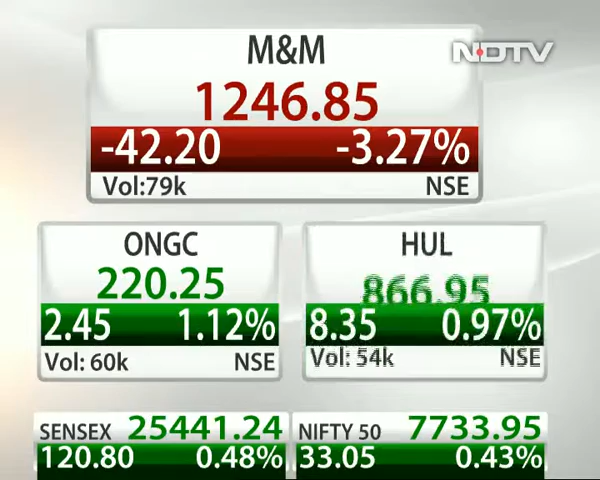 M&M
NDTV
1246.85
-42.20 -3.27%
Vol:79k NSE
ONGC
220.25
2.45 1.12%
Vol: 60k NSE
HUL
866.95
8.35 0.97%
Vol: 54k NSE
SENSEX 25441.24
120.80 0.48%
NIFTY 50 7733.95
33.05 0.43%